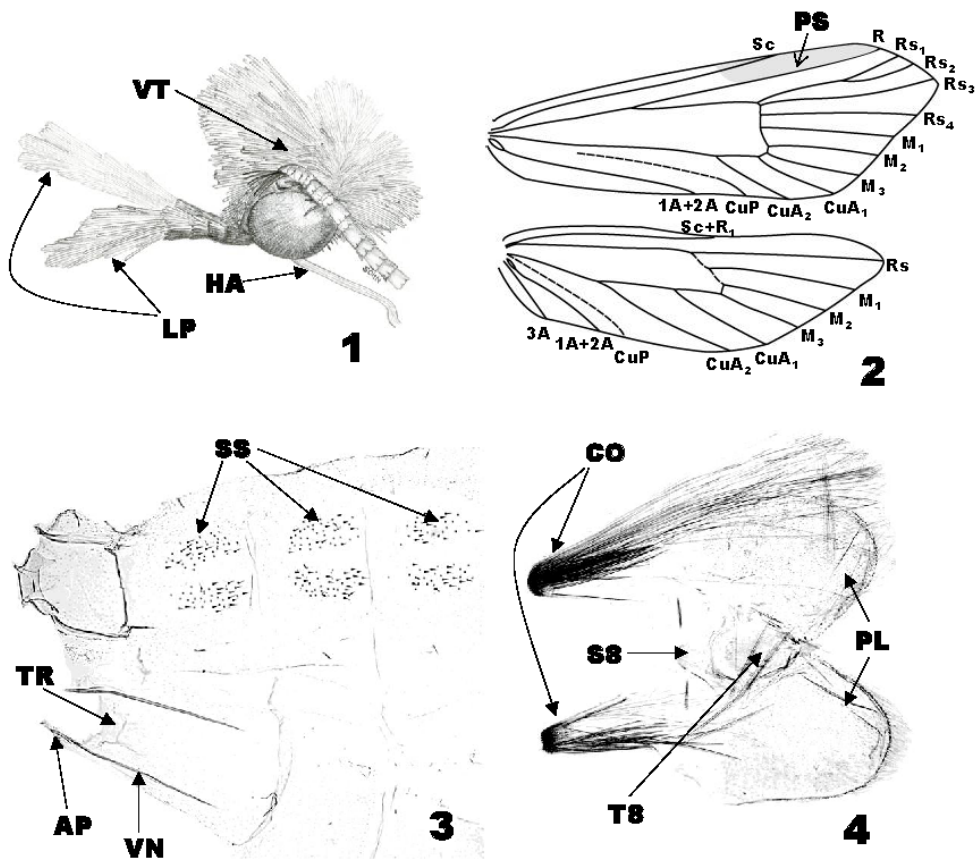 VT
HA
LP
1
PS
Sc
R
Rs1
Rs2
Rs3
Rs4
M1
M2
M3
1A+2A CuP CuA2 CuA1
Sc+R1
Rs
M1
M2
M3
3A
1A+2A
CuP
CuA2 CuA1
2
SS
TR
AP
VN
3
CO
S8
PL
T8
4